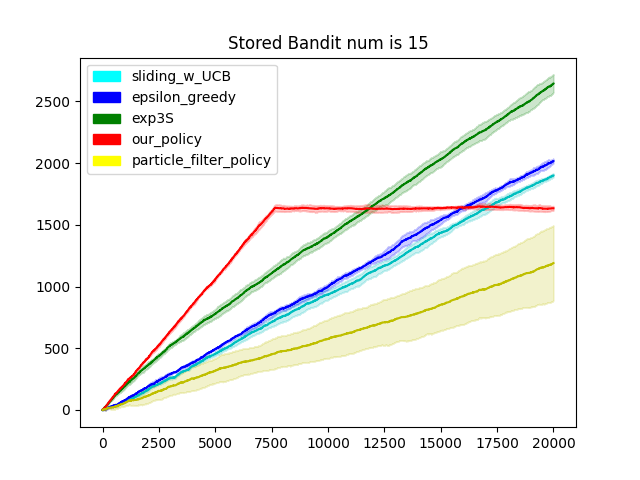 Stored Bandit num is 15
sliding_w_UCB
epsilon_greedy
exp3S
our_policy
particle_filter_policy
2500
2000
1500
1000
500
0
0 2500 5000 7500 10000 12500 15000 17500 20000